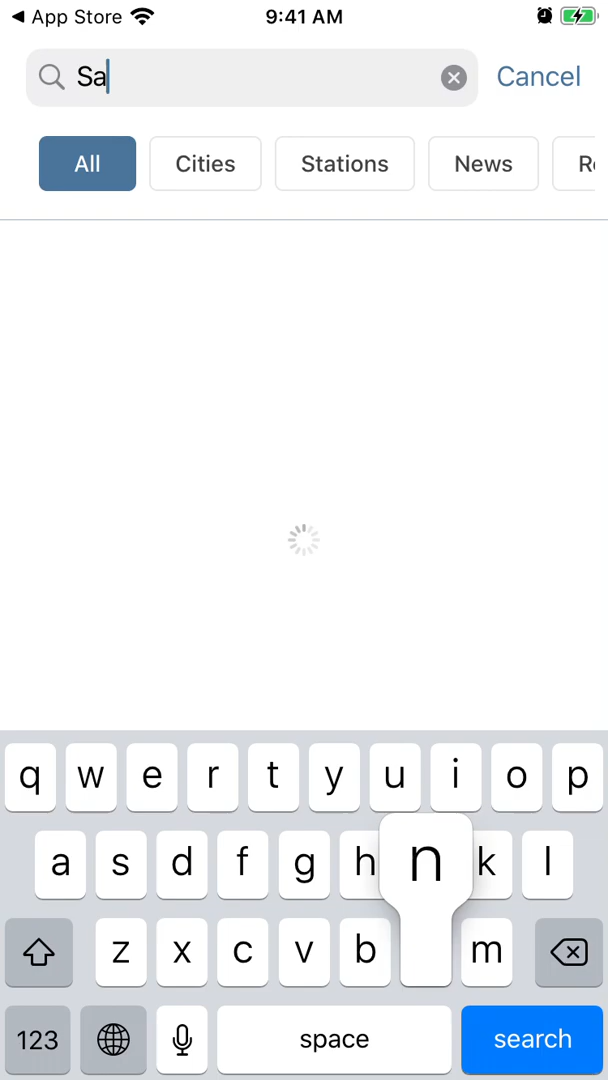 ◀ App Store 9:41 AM
Sa Cancel
All Cities Stations News
q w e r t y u i o p
a s d f g h n k l
z x c v b m
123 space search